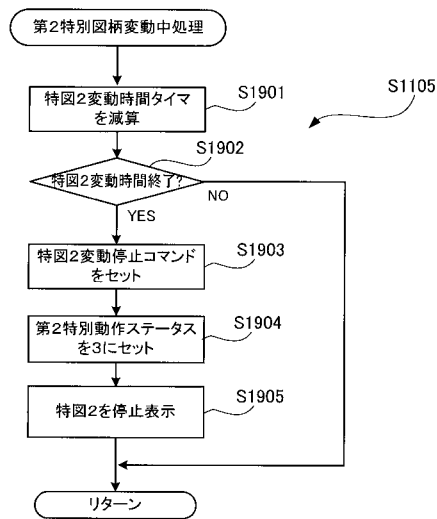 第2特別図柄変動中処理
S1901
特図2変動時間タイマ
を減算
S1105
S1902
特図2変動時間終了?
NO
YES
S1903
特図2変動停止コマンド
をセット
S1904
第2特別動作ステータス
を3にセット
S1905
特図2を停止表示
リターン